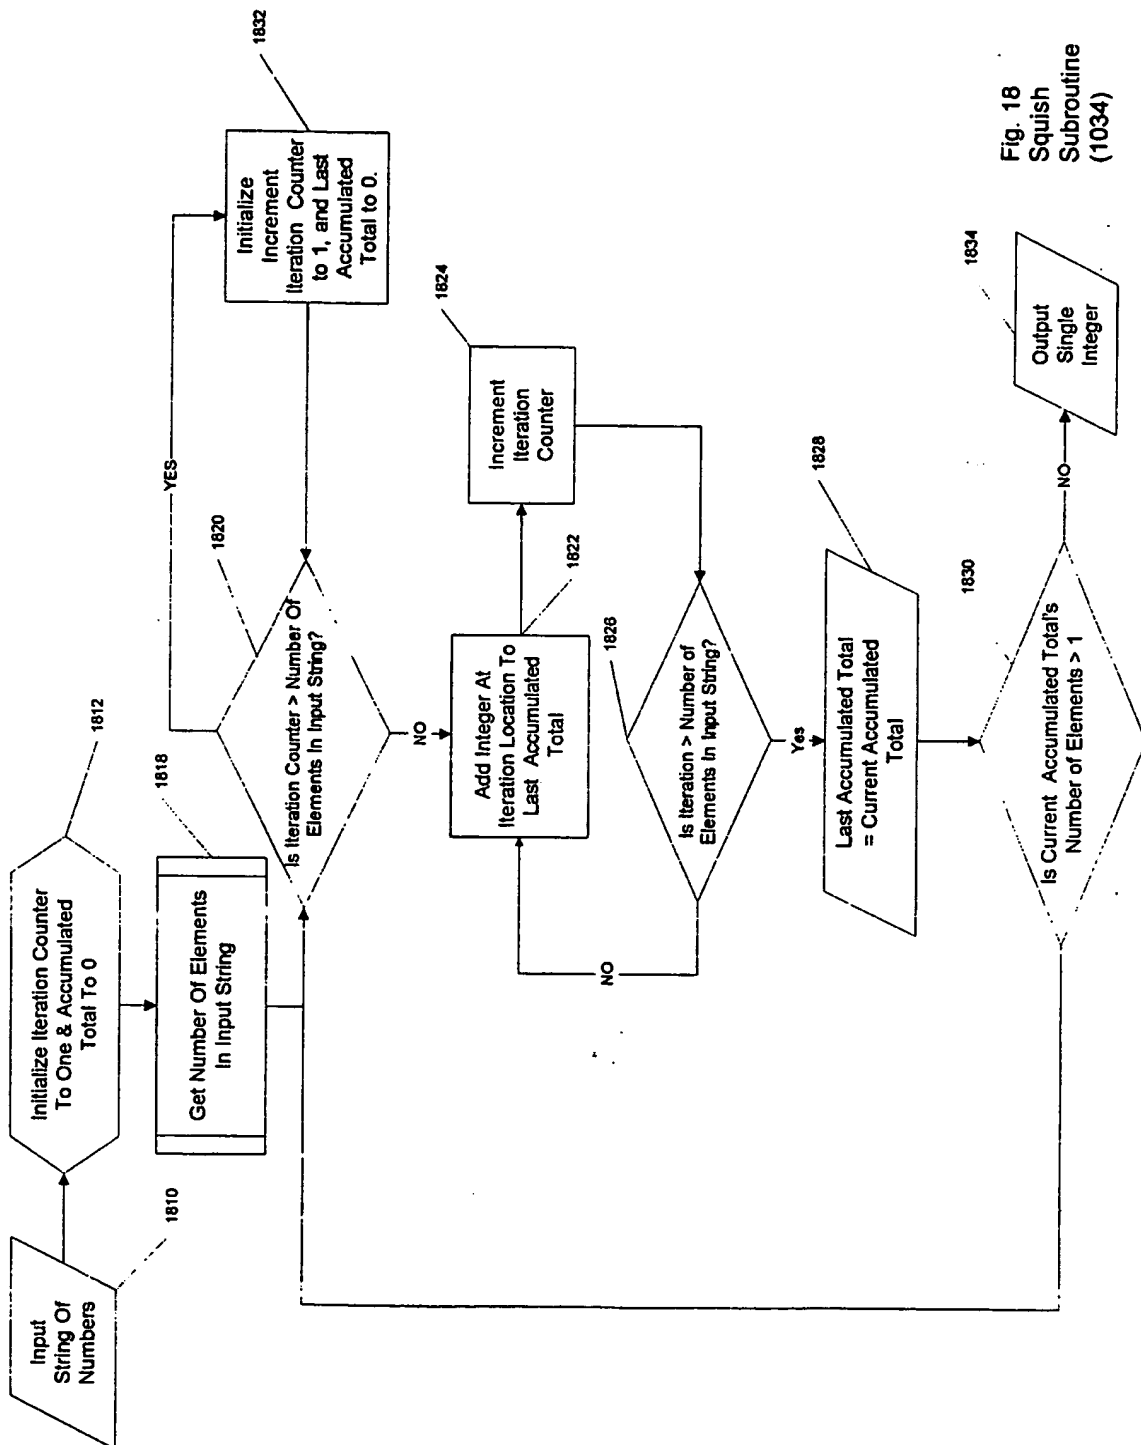 Input
String Of
Numbers
1810
Initialize Iteration Counter
To One & Accumulated
Total To 0
1812
Get Number Of Elements
In Input String
1818
Is Iteration Counter > Number Of
Elements In Input String?
1820
YES
Initialize
Increment
Iteration Counter
to 1, and Last
Accumulated
Total to 0.
1832
NO
Add Integer At
Iteration Location To
Last Accumulated
Total
1822
Increment
Iteration
Counter
1824
Is Iteration > Number of
Elements In Input String?
1826
NO
Yes
Last Accumulated Total
= Current Accumulated
Total
1828
Is Current Accumulated Total's
Number of Elements > 1
1830
NO
Output
Single
Integer
1834
Fig. 18
Squish
Subroutine
(1034)